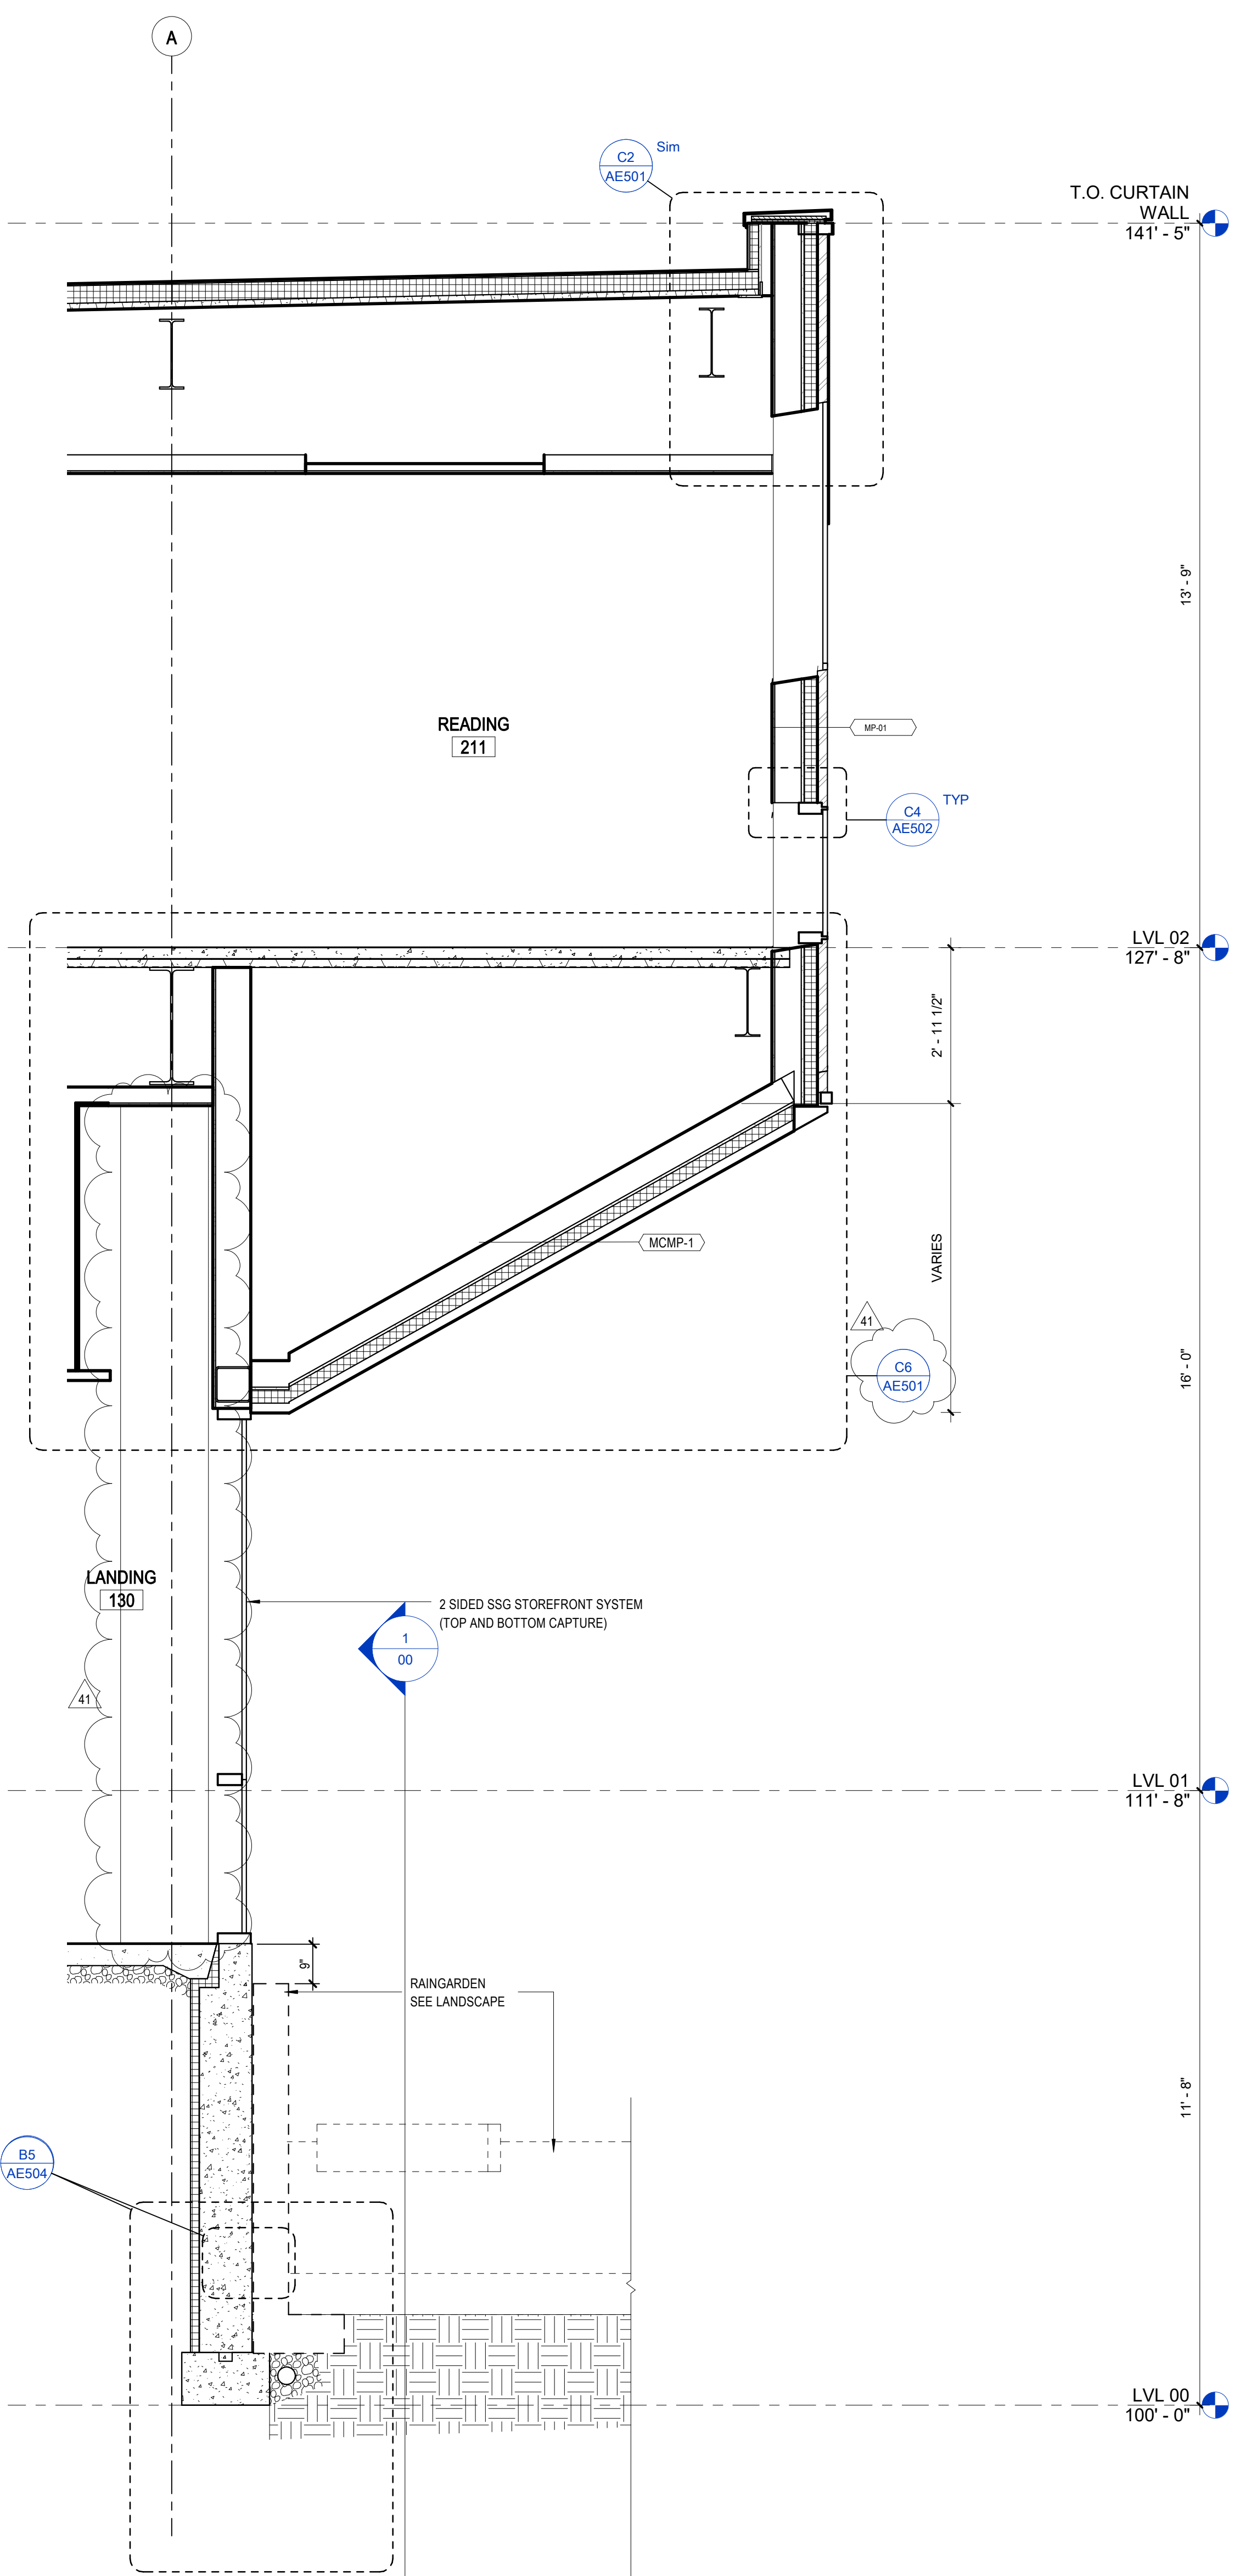 A
C2
AE501
Sim
T.O. CURTAIN
WALL
141' - 5"
13' - 9"
READING
211
MP-01
C4
AE502
TYP
LVL 02
127' - 8"
2' - 11 1/2"
MCMP-1
VARIES
41
C6
AE501
16' - 0"
LANDING
130
2 SIDED SSG STOREFRONT SYSTEM
(TOP AND BOTTOM CAPTURE)
1
00
41
LVL 01
111' - 8"
9"
RAINGARDEN
SEE LANDSCAPE
11' - 8"
B5
AE504
LVL 00
100' - 0"